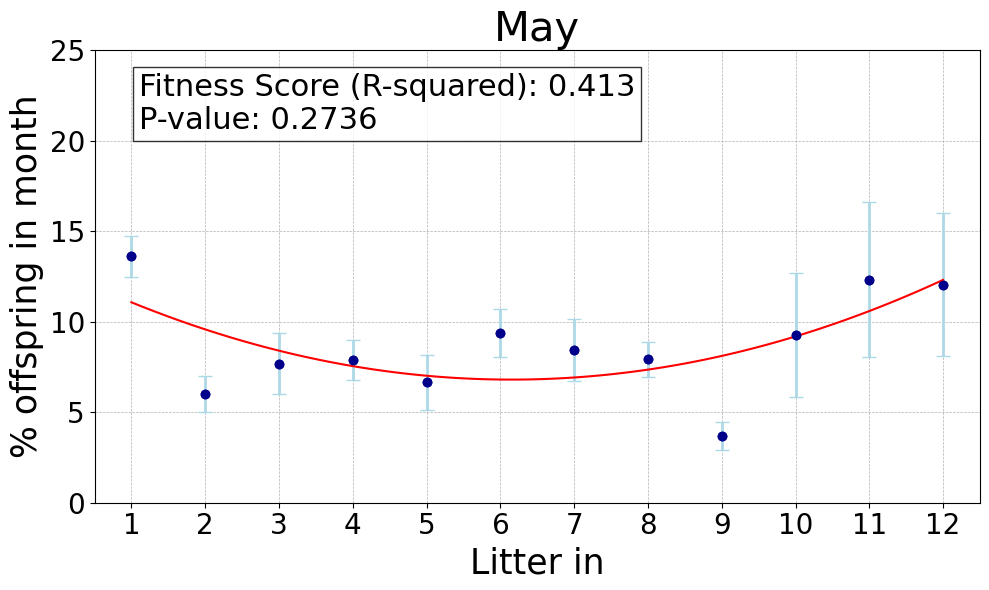 May
Fitness Score (R-squared): 0.413
P-value: 0.2736
% offspring in month
25
20
15
10
5
0
1 2 3 4 5 6 7 8 9 10 11 12
Litter in